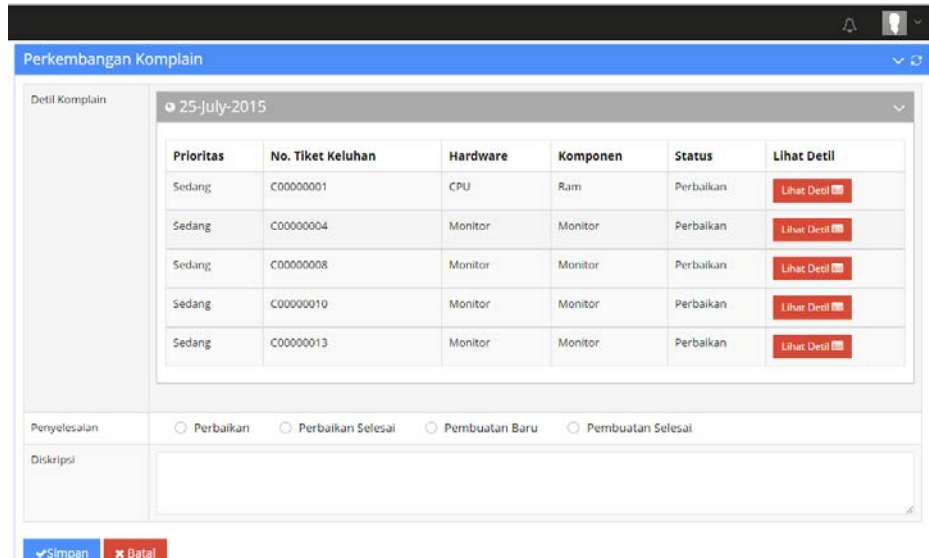 Perkembangan Komplain
Detil Komplain
25-July-2015
Prioritas No. Tiket Keluhan Hardware Komponen Status Lihat Detil
Sedang C00000001 CPU Ram Perbaikan Lihat Detil
Sedang C00000004 Monitor Monitor Perbaikan Lihat Detil
Sedang C00000008 Monitor Monitor Perbaikan Lihat Detil
Sedang C00000010 Monitor Monitor Perbaikan Lihat Detil
Sedang C00000013 Monitor Monitor Perbaikan Lihat Detil
Penyelesaian Perbaikan Perbaikan Selesai Pembuatan Baru Pembuatan Selesai
Diskripsi
Simpan Batal